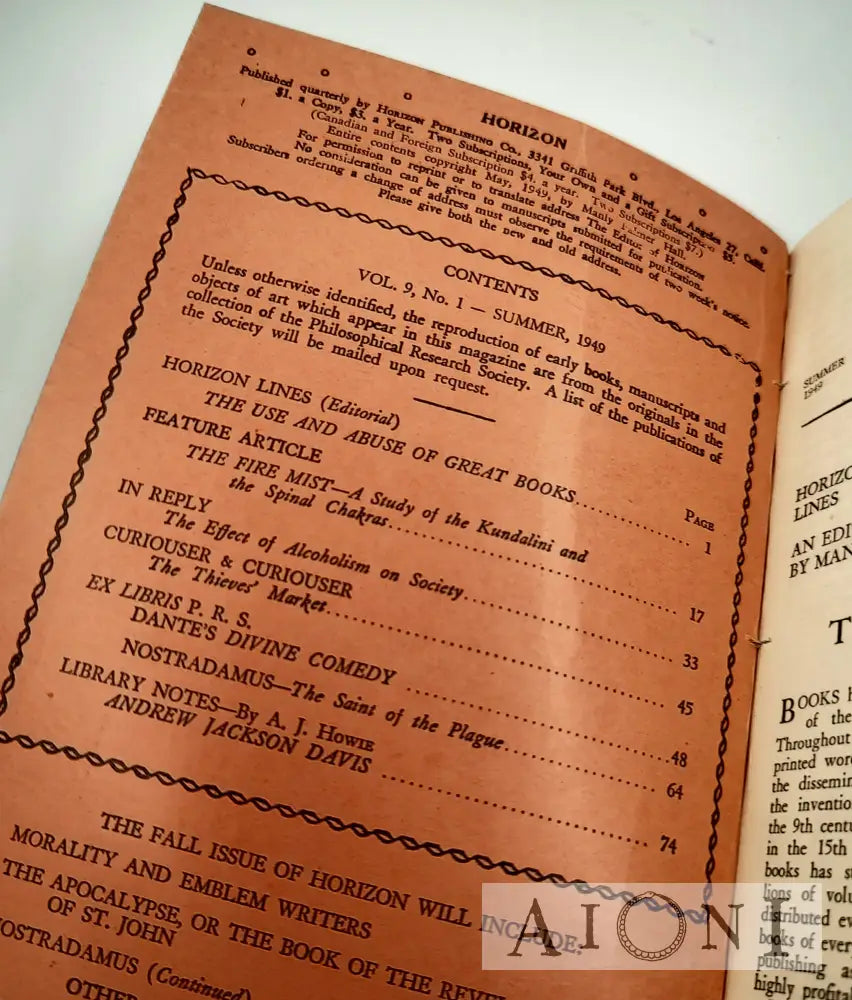 HORIZON
Published quarterly by HORIZON PUBLISHING CO., 3341 Griffith Park Blvd., Los Angeles 27, Calif.
$1. a Copy, $3. a Year. Two Subscriptions, Your Own and a Gift Subscription $5.
(Canadian and Foreign Subscription $4. a year. Two Subscriptions $7.)
Entire contents copyright May, 1949, by Manly Palmer Hall.
For permission to reprint or to translate address The Editor of HORIZON
No consideration can be given to manuscripts submitted for publication.
Subscribers ordering a change of address must observe the requirements of two week's notice.
Please give both the new and old address.
CONTENTS
VOL. 9, No. 1 — SUMMER, 1949
Unless otherwise identified, the reproduction of early books, manuscripts and
objects of art which appear in this magazine are from the originals in the
collection of the Philosophical Research Society. A list of the publications of
the Society will be mailed upon request.
PAGE
HORIZON LINES (Editorial)
THE USE AND ABUSE OF GREAT BOOKS.................. 1
FEATURE ARTICLE
THE FIRE MIST—A Study of the Kundalini and
the Spinal Chakras.................................. 17
IN REPLY
The Effect of Alcoholism on Society........................ 33
CURIOUSER & CURIOUSER
The Thieves' Market.......................................... 45
EX LIBRIS P. R. S.
DANTE'S DIVINE COMEDY ..............................48
NOSTRADAMUS—The Saint of the Plague.................. 64
LIBRARY NOTES—By A. J. HOWIE
ANDREW JACKSON DAVIS .............................. 74
THE FALL ISSUE OF HORIZON WILL INCLUDE:
MORALITY AND EMBLEM WRITERS
THE APOCALYPSE, OR THE BOOK OF THE
OF ST. JOHN
NOSTRADAMUS (Continued)
SUMMER
1949
HORIZO
LINES
AN EDI
BY MAN
T
BOOKS
of the
Throughout
printed wor
the dissemin
the inventio
the 9th centu
in the 15th
books has
lions of volu
distributed ev
books of every
publishing as
highly profitab
AIONI